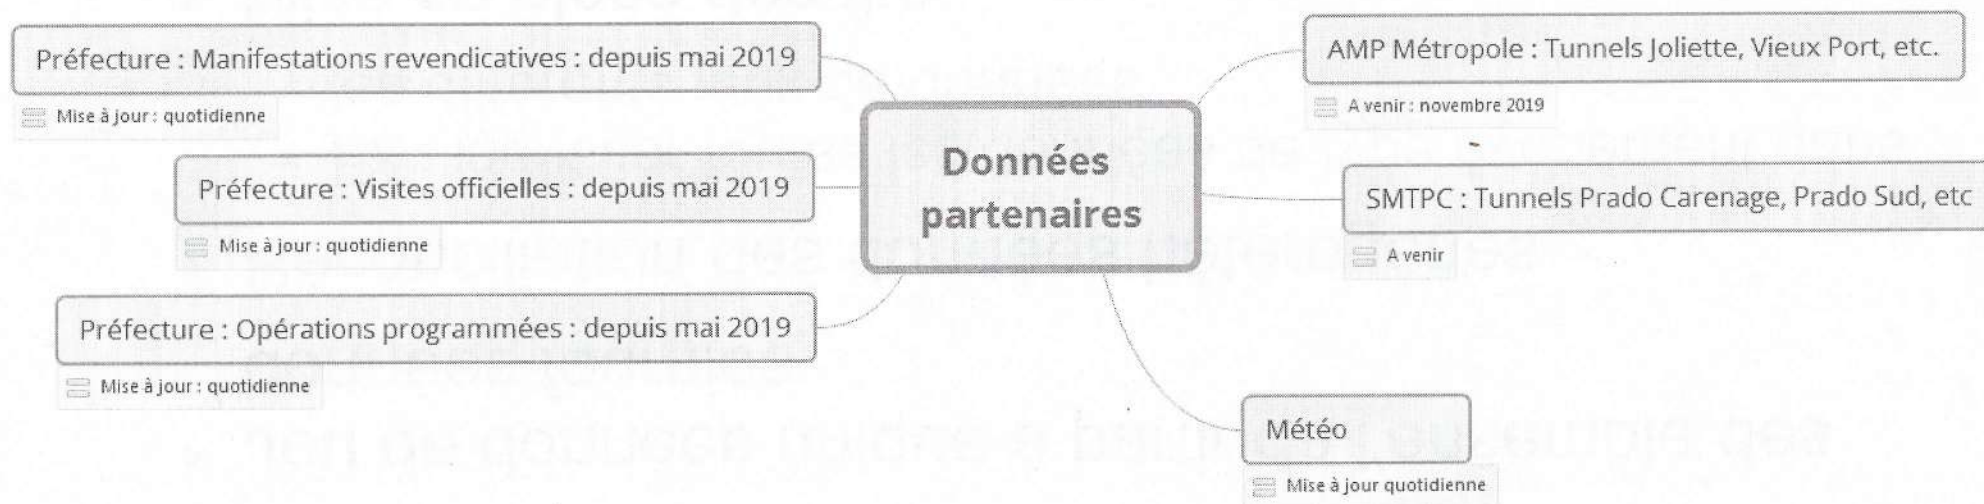 Préfecture : Manifestations revendicatives : depuis mai 2019
Mise à jour : quotidienne
Préfecture : Visites officielles : depuis mai 2019
Mise à jour : quotidienne
Préfecture : Opérations programmées : depuis mai 2019
Mise à jour : quotidienne
Données
partenaires
AMP Métropole : Tunnels Joliette, Vieux Port, etc.
A venir : novembre 2019
SMTPC : Tunnels Prado Carenage, Prado Sud, etc
A venir
Météo
Mise à jour quotidienne